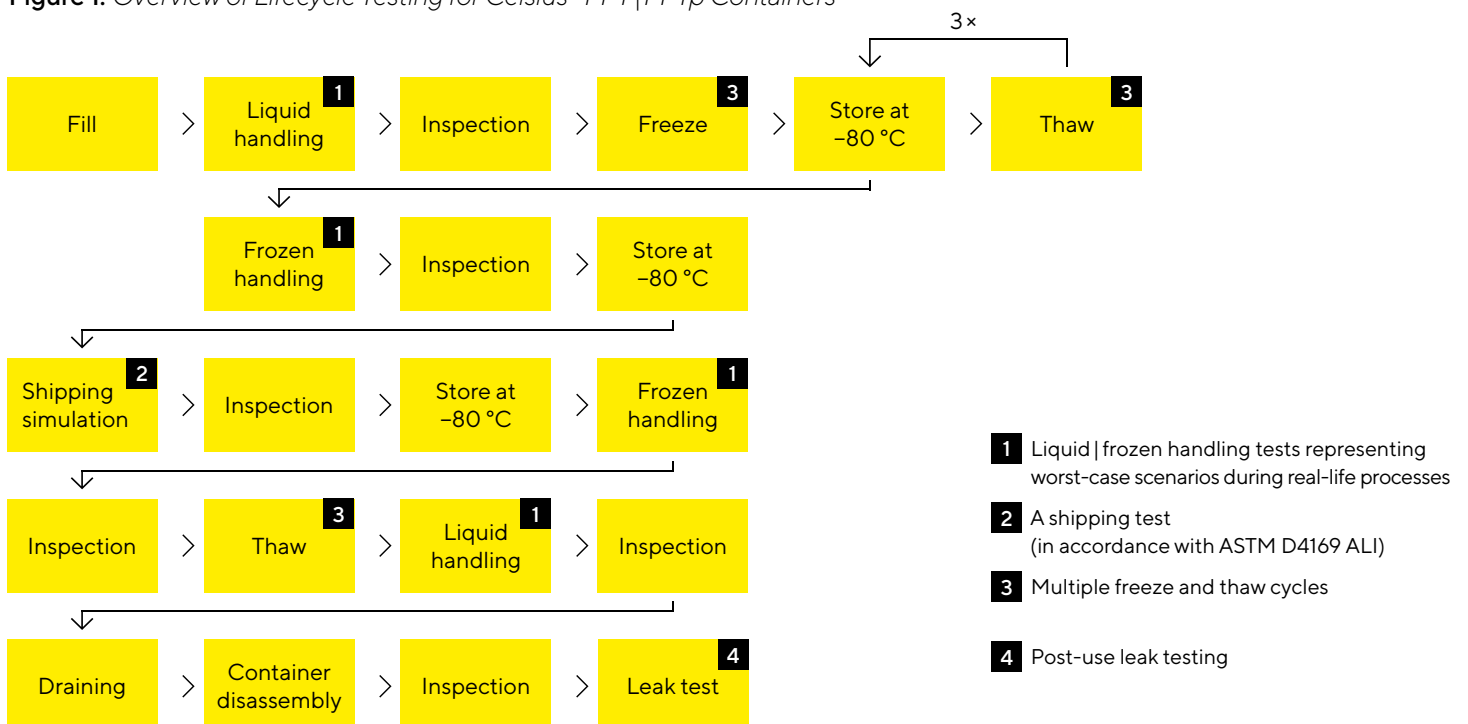 3×
Fill
Liquid
handling
1
Inspection
Freeze
3
Store at
–80 °C
Thaw
3
Frozen
handling
1
Inspection
Store at
–80 °C
Shipping
simulation
2
Inspection
Store at
–80 °C
Frozen
handling
1
Inspection
Thaw
3
Liquid
handling
1
Inspection
Draining
Container
disassembly
Inspection
Leak test
4
1 Liquid | frozen handling tests representing
worst-case scenarios during real-life processes
2 A shipping test
(in accordance with ASTM D4169 ALI)
3 Multiple freeze and thaw cycles
4 Post-use leak testing